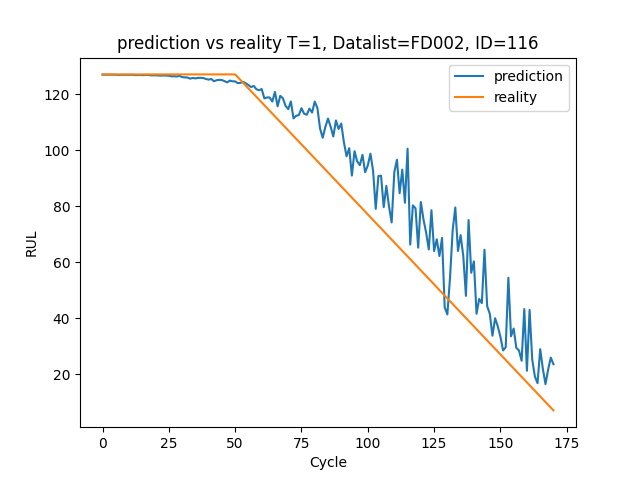 prediction vs reality T=1, Datalist=FD002, ID=116
prediction
reality
120
100
80
60
40
20
RUL
0 25 50 75 100 125 150 175
Cycle